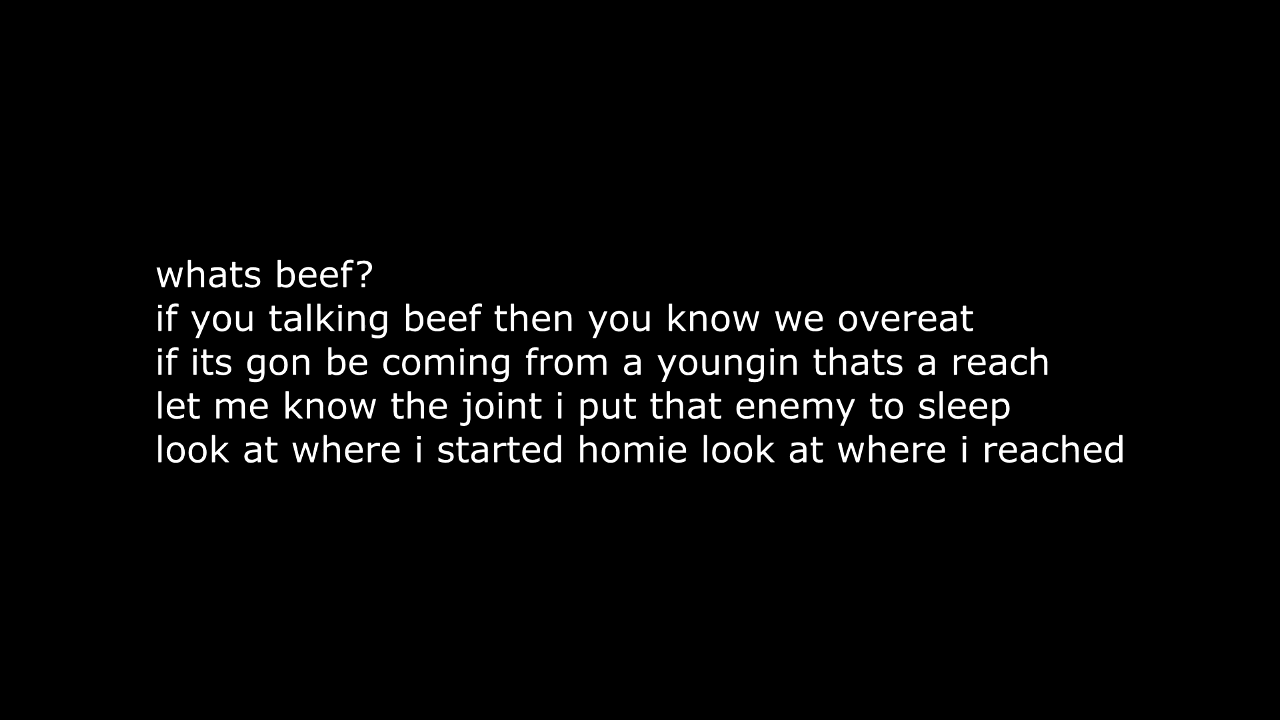 whats beef?
if you talking beef then you know we overeat
if its gon be coming from a youngin thats a reach
let me know the joint i put that enemy to sleep
look at where i started homie look at where i reached